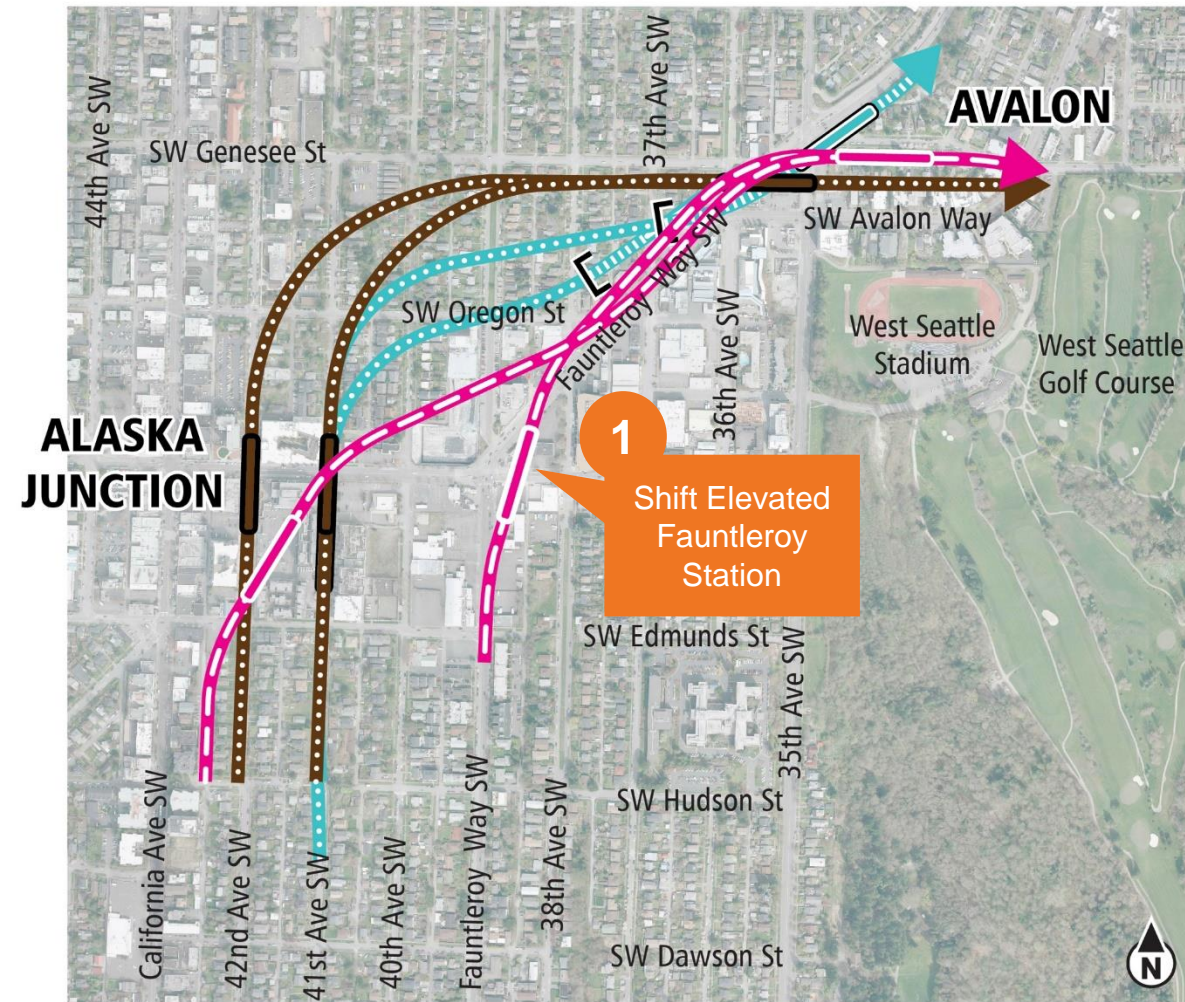 44th Ave SW
SW Genesee St
37th Ave SW
AVALON
SW Avalon Way
SW Oregon St
Fauntleroy Way SW
36th Ave SW
West Seattle
Stadium
West Seattle
Golf Course
ALASKA
JUNCTION
1
Shift Elevated
Fauntleroy
Station
SW Edmunds St
35th Ave SW
SW Hudson St
California Ave SW
42nd Ave SW
41st Ave SW
40th Ave SW
Fauntleroy Way SW
38th Ave SW
SW Dawson St
N